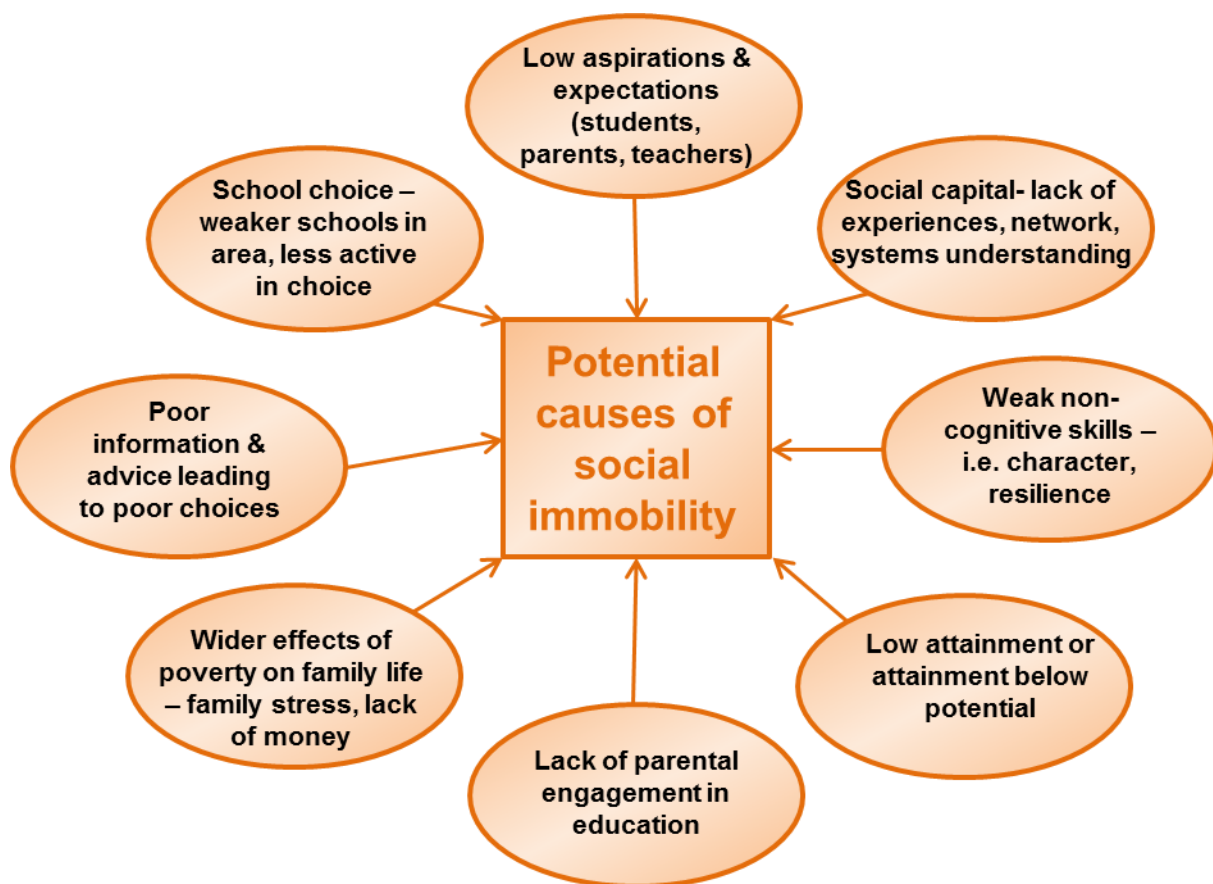 Low aspirations &
expectations
(students,
parents, teachers)
School choice –
weaker schools in
area, less active
in choice
Social capital- lack of
experiences, network,
systems understanding
Potential
causes of
social
immobility
Weak non-
cognitive skills –
i.e. character,
resilience
Poor
information &
advice leading
to poor choices
Wider effects of
poverty on family life
– family stress, lack
of money
Low attainment or
attainment below
potential
Lack of parental
engagement in
education